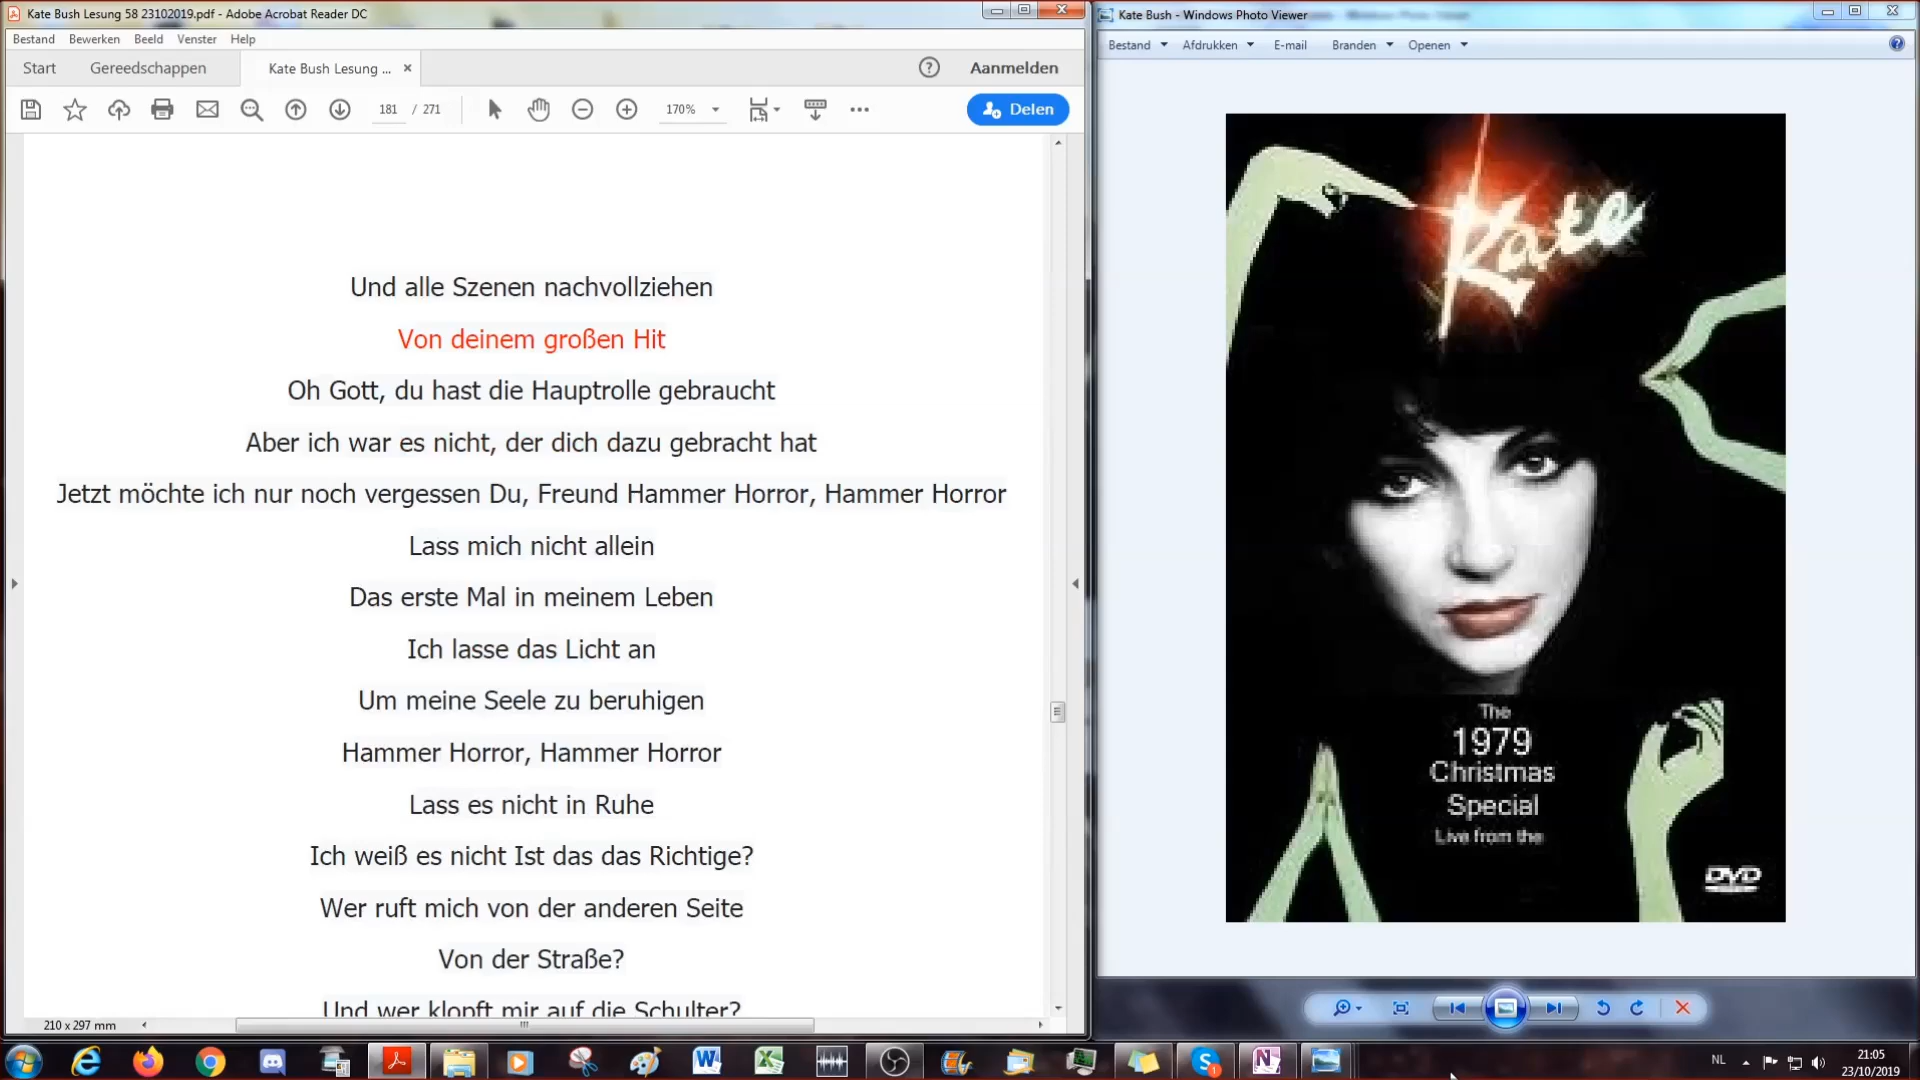 Kate Bush Lesung 58 23102019.pdf - Adobe Acrobat Reader DC
Bestand Bewerken Beeld Venster Help
Start Gereedschappen Kate Bush Lesung ... × Aanmelden
181 / 271 170% Delen
Und alle Szenen nachvollziehen
Von deinem großen Hit
Oh Gott, du hast die Hauptrolle gebraucht
Aber ich war es nicht, der dich dazu gebracht hat
Jetzt möchte ich nur noch vergessen Du, Freund Hammer Horror, Hammer Horror
Lass mich nicht allein
Das erste Mal in meinem Leben
Ich lasse das Licht an
Um meine Seele zu beruhigen
Hammer Horror, Hammer Horror
Lass es nicht in Ruhe
Ich weiß es nicht Ist das das Richtige?
Wer ruft mich von der anderen Seite
Von der Straße?
Und wer klopft mir auf die Schulter?
210 x 297 mm
Kate Bush - Windows Photo Viewer
Bestand Afdrukken E-mail Branden Openen
Kate
The
1979
Christmas
Special
Live from the
DVD
NL
21:05
23/10/2019